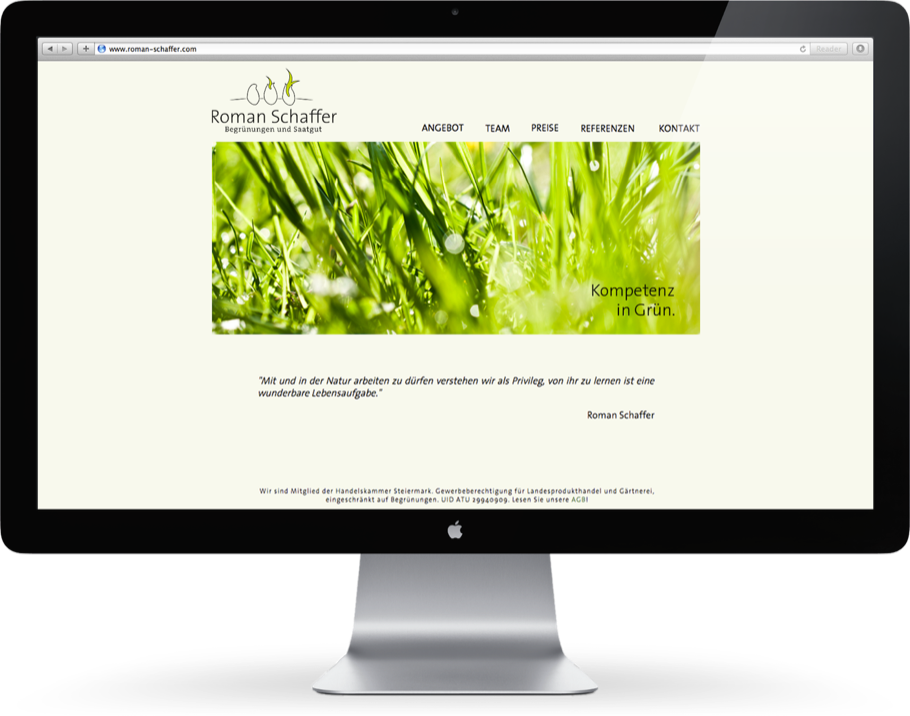 www.roman-schaffer.com
Reader
Roman Schaffer
Begrünungen und Saatgut
ANGEBOT TEAM PREISE REFERENZEN KONTAKT
Kompetenz
in Grün.
"Mit und in der Natur arbeiten zu dürfen verstehen wir als Privileg, von ihr zu lernen ist eine
wunderbare Lebensaufgabe."
Roman Schaffer
Wir sind Mitglied der Handelskammer Steiermark. Gewerbeberechtigung für Landesprodukthandel und Gärtnerei,
eingeschränkt auf Begrünungen. UID ATU 29940909. Lesen Sie unsere AGB!